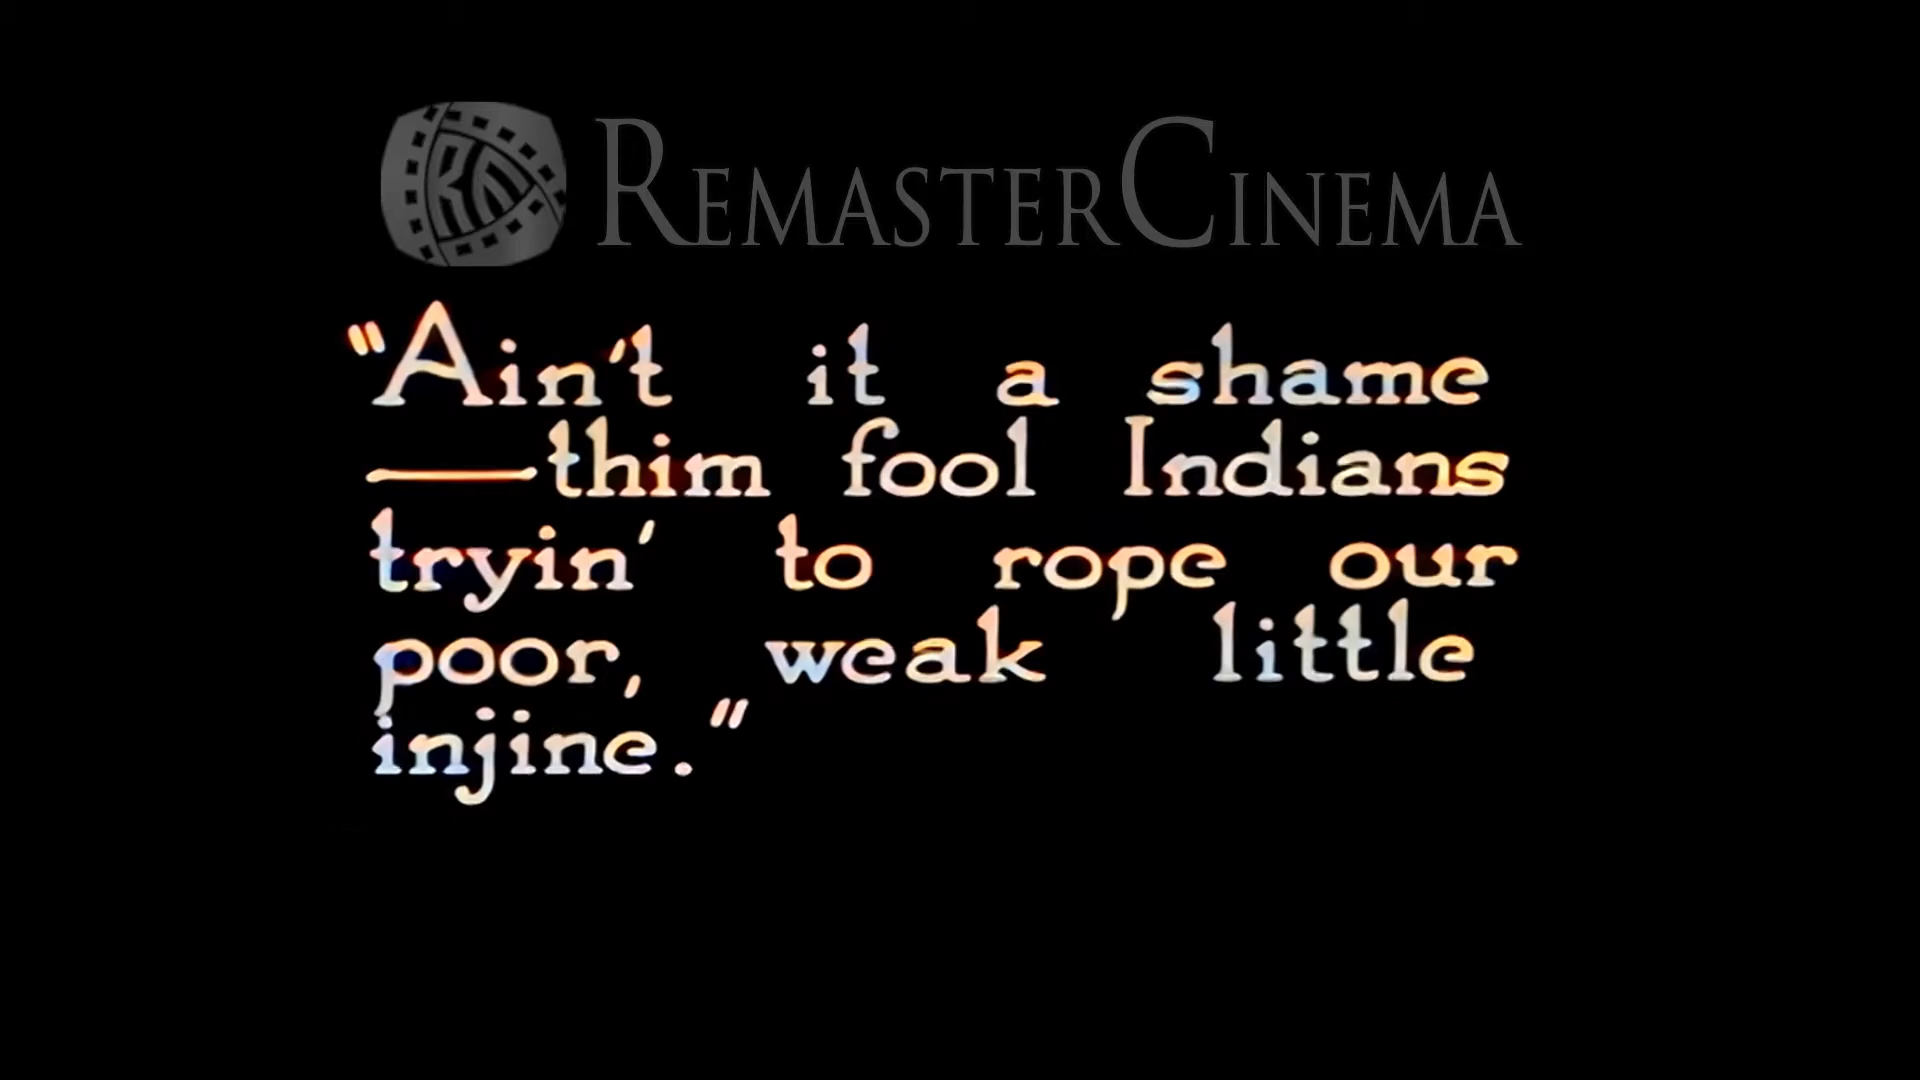 REMASTERCINEMA
"Ain't it a shame
—thim fool Indians
tryin' to rope our
poor, weak little
injine."